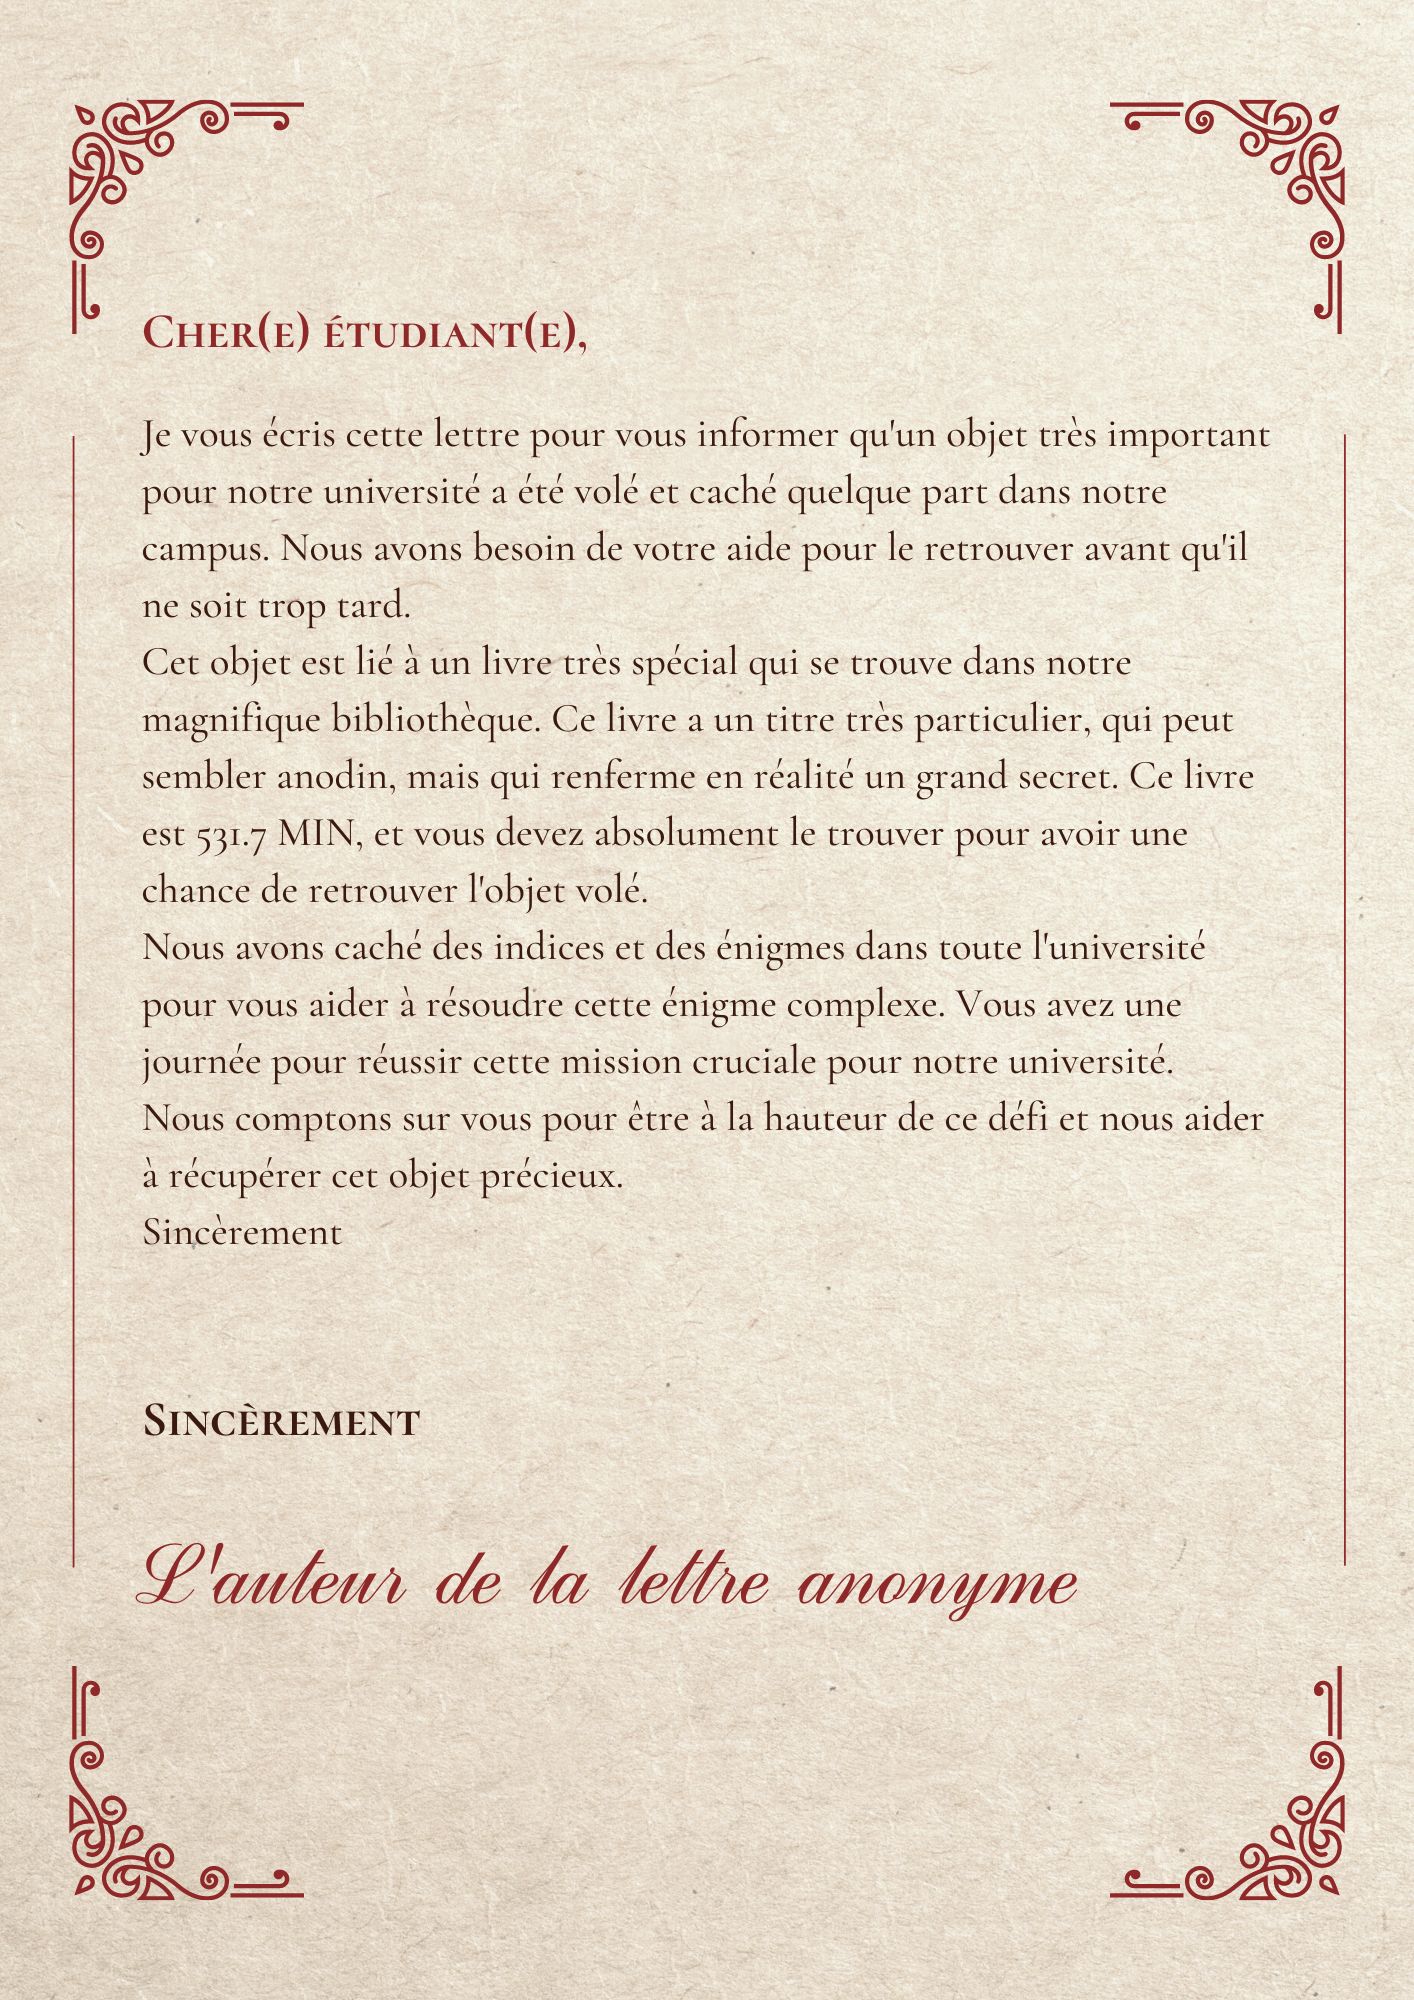 Cher(e) étudiant(e),
Je vous écris cette lettre pour vous informer qu'un objet très important
pour notre université a été volé et caché quelque part dans notre
campus. Nous avons besoin de votre aide pour le retrouver avant qu'il
ne soit trop tard.
Cet objet est lié à un livre très spécial qui se trouve dans notre
magnifique bibliothèque. Ce livre a un titre très particulier, qui peut
sembler anodin, mais qui renferme en réalité un grand secret. Ce livre
est 531.7 MIN, et vous devez absolument le trouver pour avoir une
chance de retrouver l'objet volé.
Nous avons caché des indices et des énigmes dans toute l'université
pour vous aider à résoudre cette énigme complexe. Vous avez une
journée pour réussir cette mission cruciale pour notre université.
Nous comptons sur vous pour être à la hauteur de ce défi et nous aider
à récupérer cet objet précieux.
Sincèrement
Sincèrement
L'auteur de la lettre anonyme